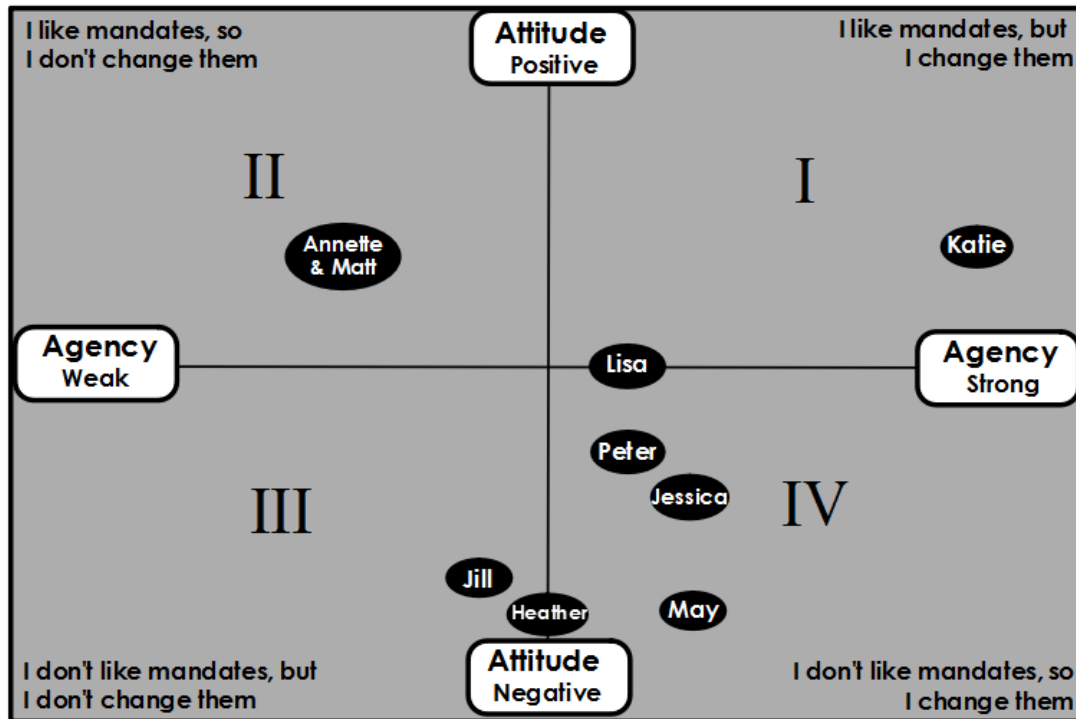 I like mandates, so
I don't change them
Attitude
Positive
I like mandates, but
I change them
II
I
Annette
& Matt
Katie
Agency
Weak
Lisa
Agency
Strong
Peter
Jessica
III
IV
Jill
Heather
May
I don't like mandates, but
I don't change them
Attitude
Negative
I don't like mandates, so
I change them